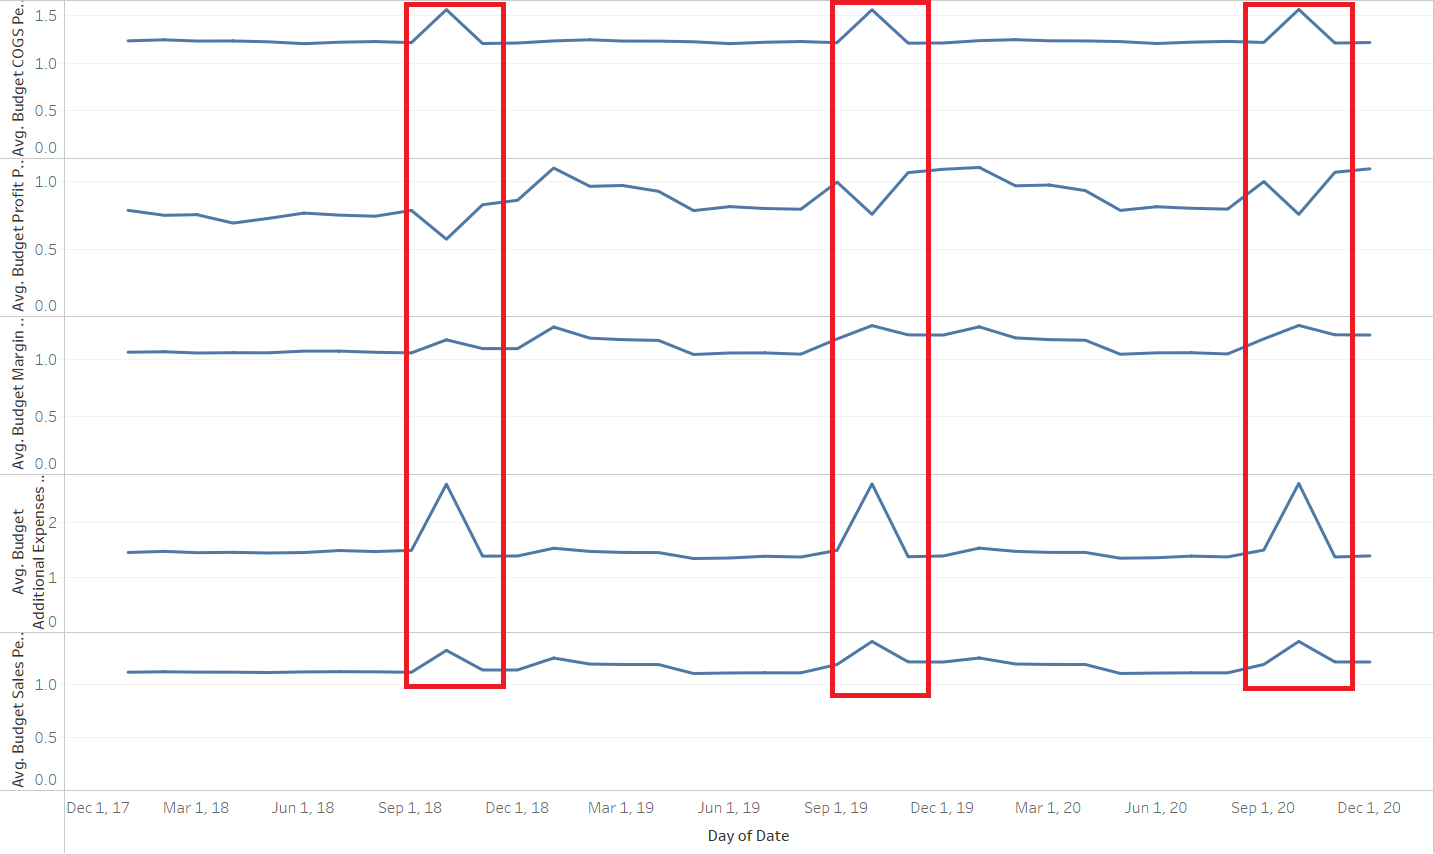 Avg. Budget COGS Pe..
1.5
1.0
0.5
0.0
Avg. Budget Profit P..
1.0
0.5
0.0
Avg. Budget Margin ..
1.0
0.5
0.0
Avg. Budget
Additional Expenses ..
2
1
0
Avg. Budget Sales Pe..
1.0
0.5
0.0
Dec 1, 17 Mar 1, 18 Jun 1, 18 Sep 1, 18 Dec 1, 18 Mar 1, 19 Jun 1, 19 Sep 1, 19 Dec 1, 19 Mar 1, 20 Jun 1, 20 Sep 1, 20 Dec 1, 20
Day of Date